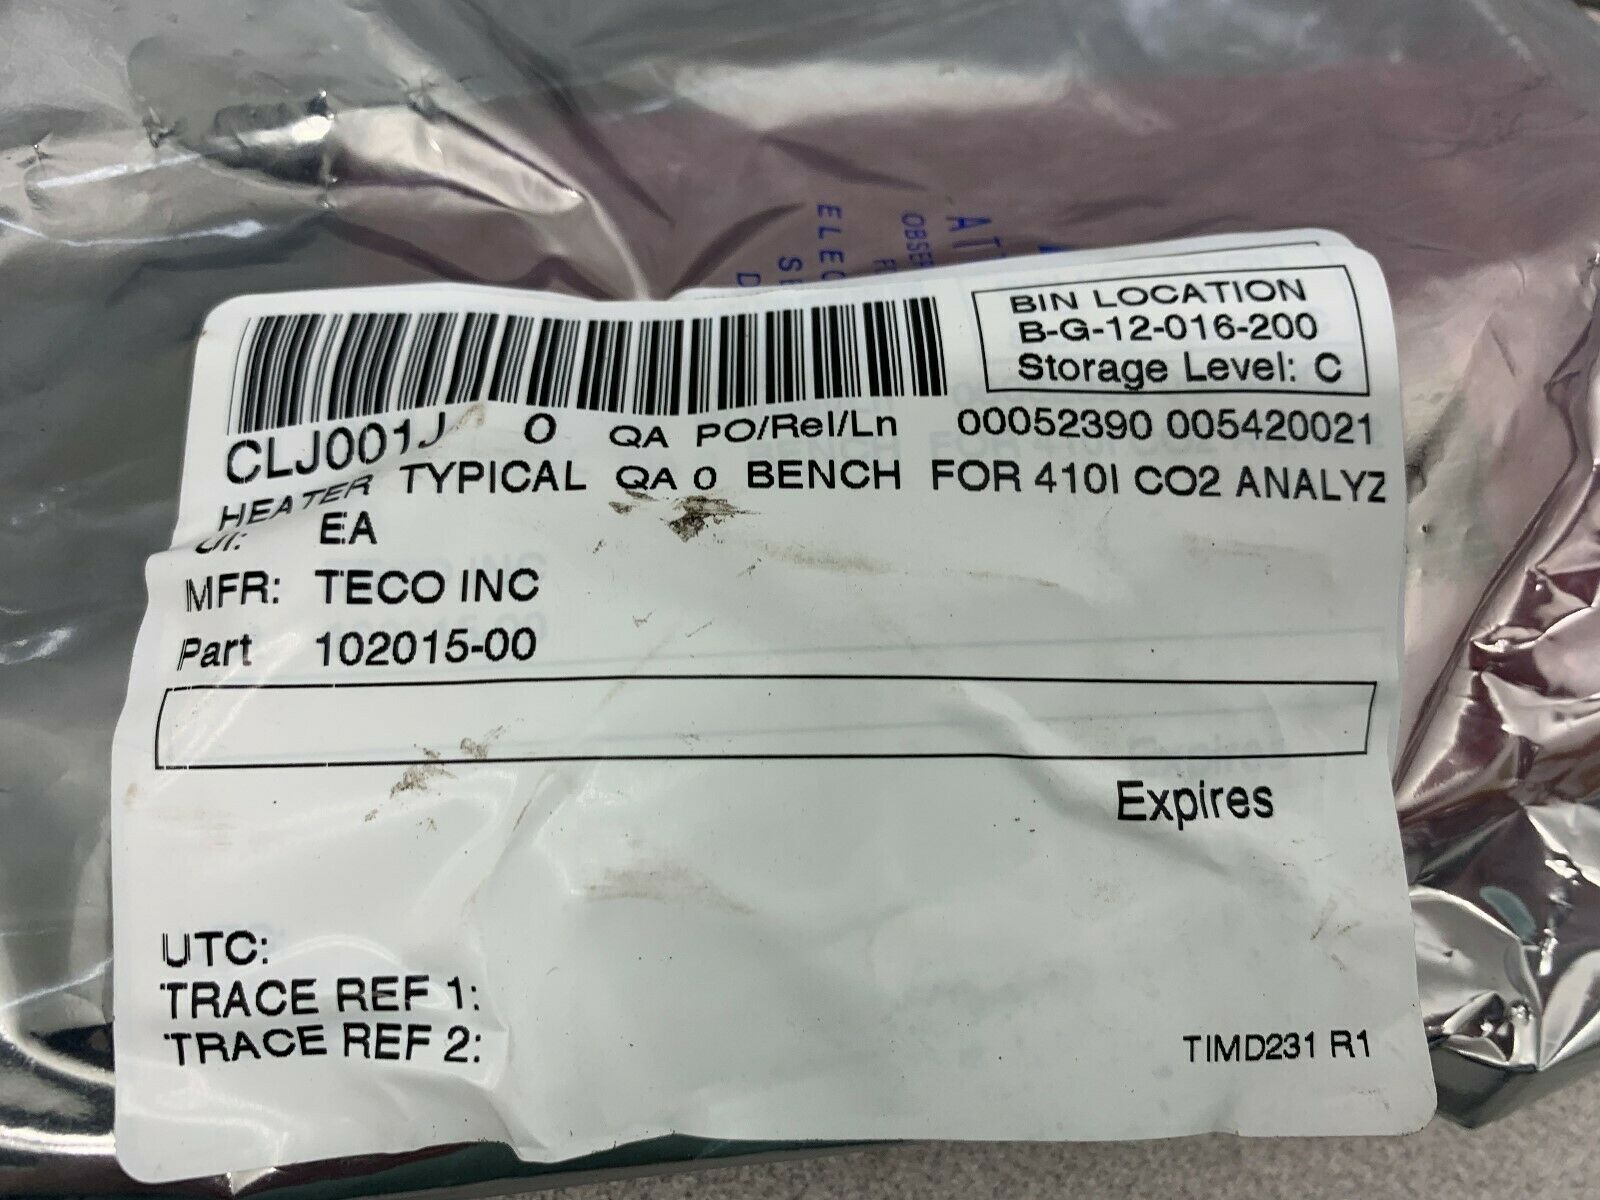 BIN LOCATION
B-G-12-016-200
Storage Level: C
CLJ001J 0 QA PO/Rel/Ln 00052390 005420021
HEATER TYPICAL QA 0 BENCH FOR 410I CO2 ANALYZ
UI: EA
MFR: TECO INC
Part 102015-00
Expires
UTC:
TRACE REF 1:
TRACE REF 2:
TIMD231 R1